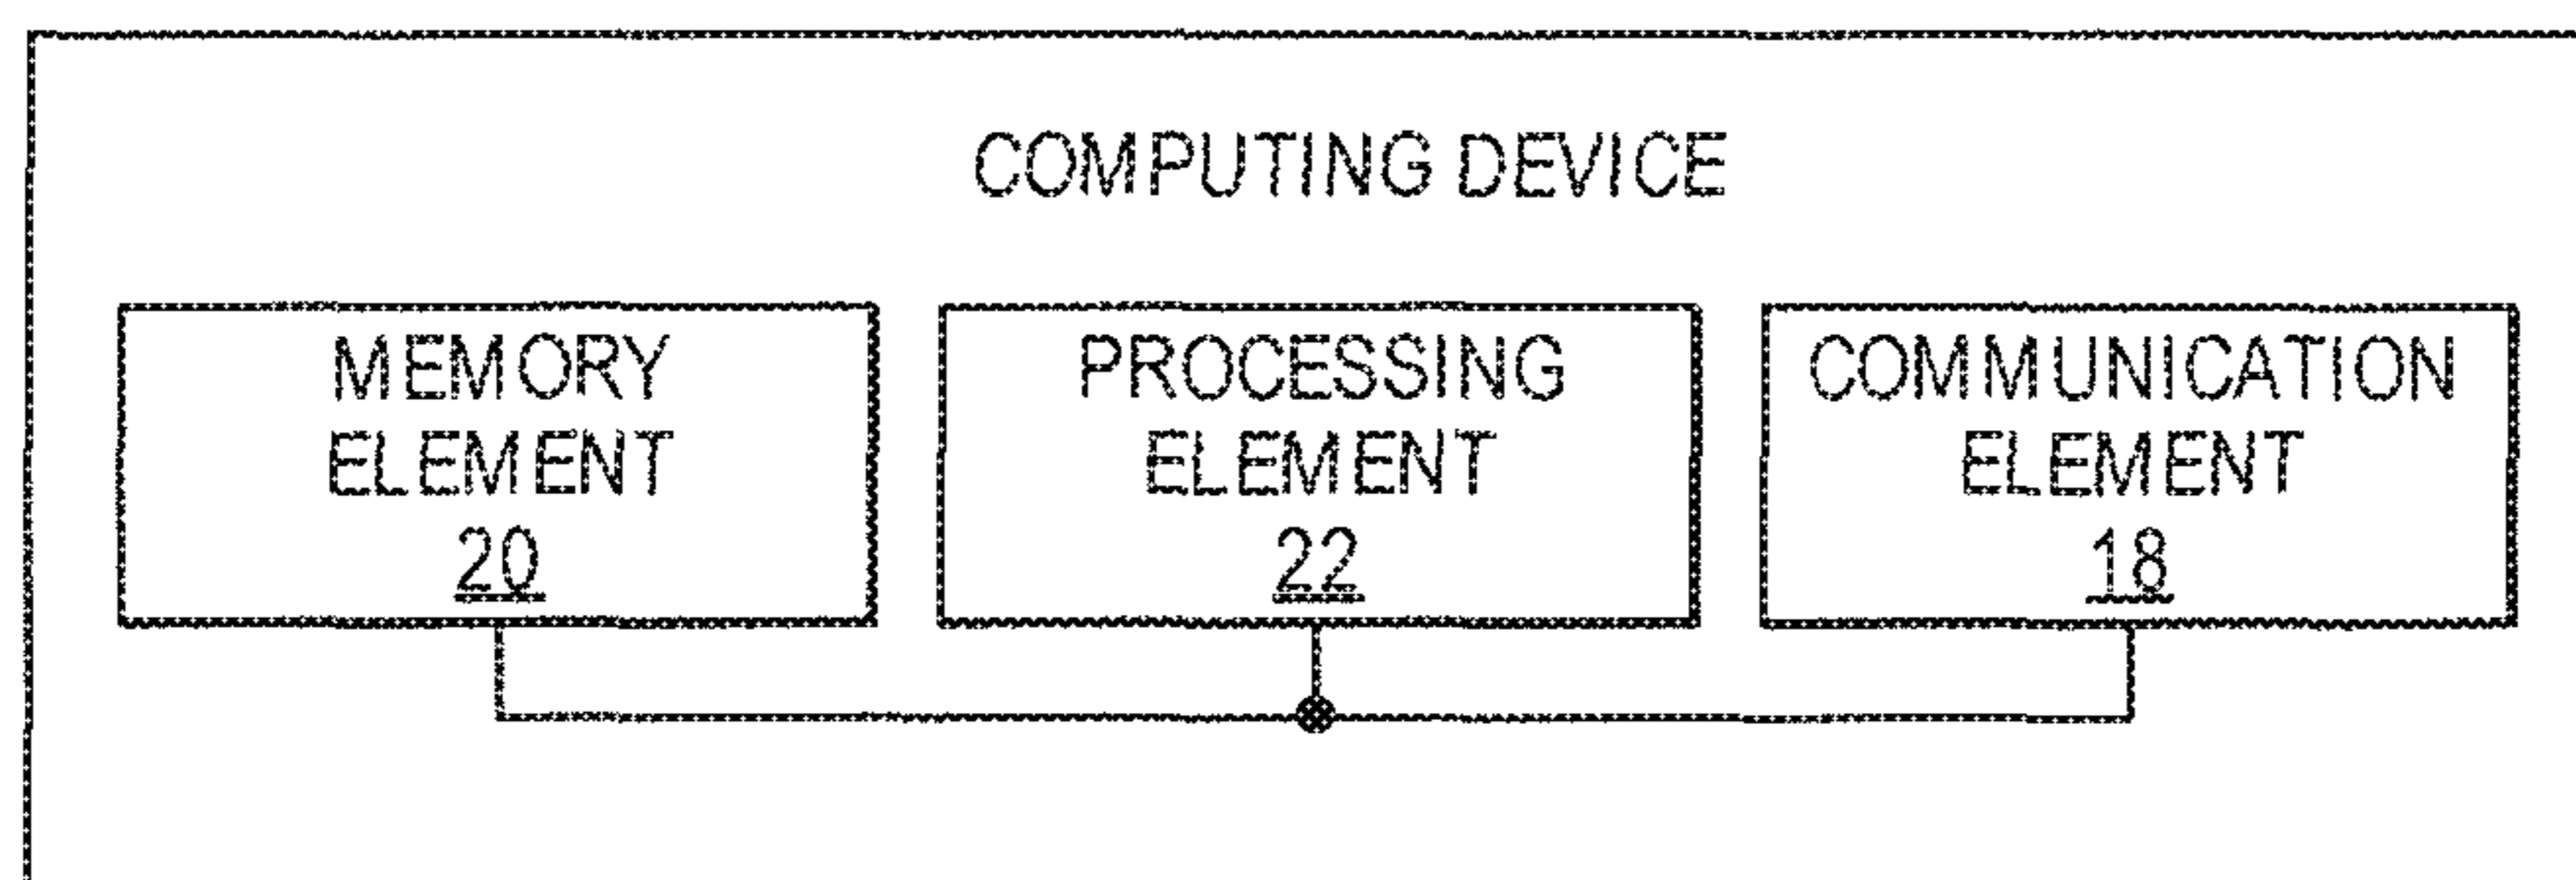 COMPUTING DEVICE
MEMORY
ELEMENT
20
PROCESSING
ELEMENT
22
COMMUNICATION
ELEMENT
18